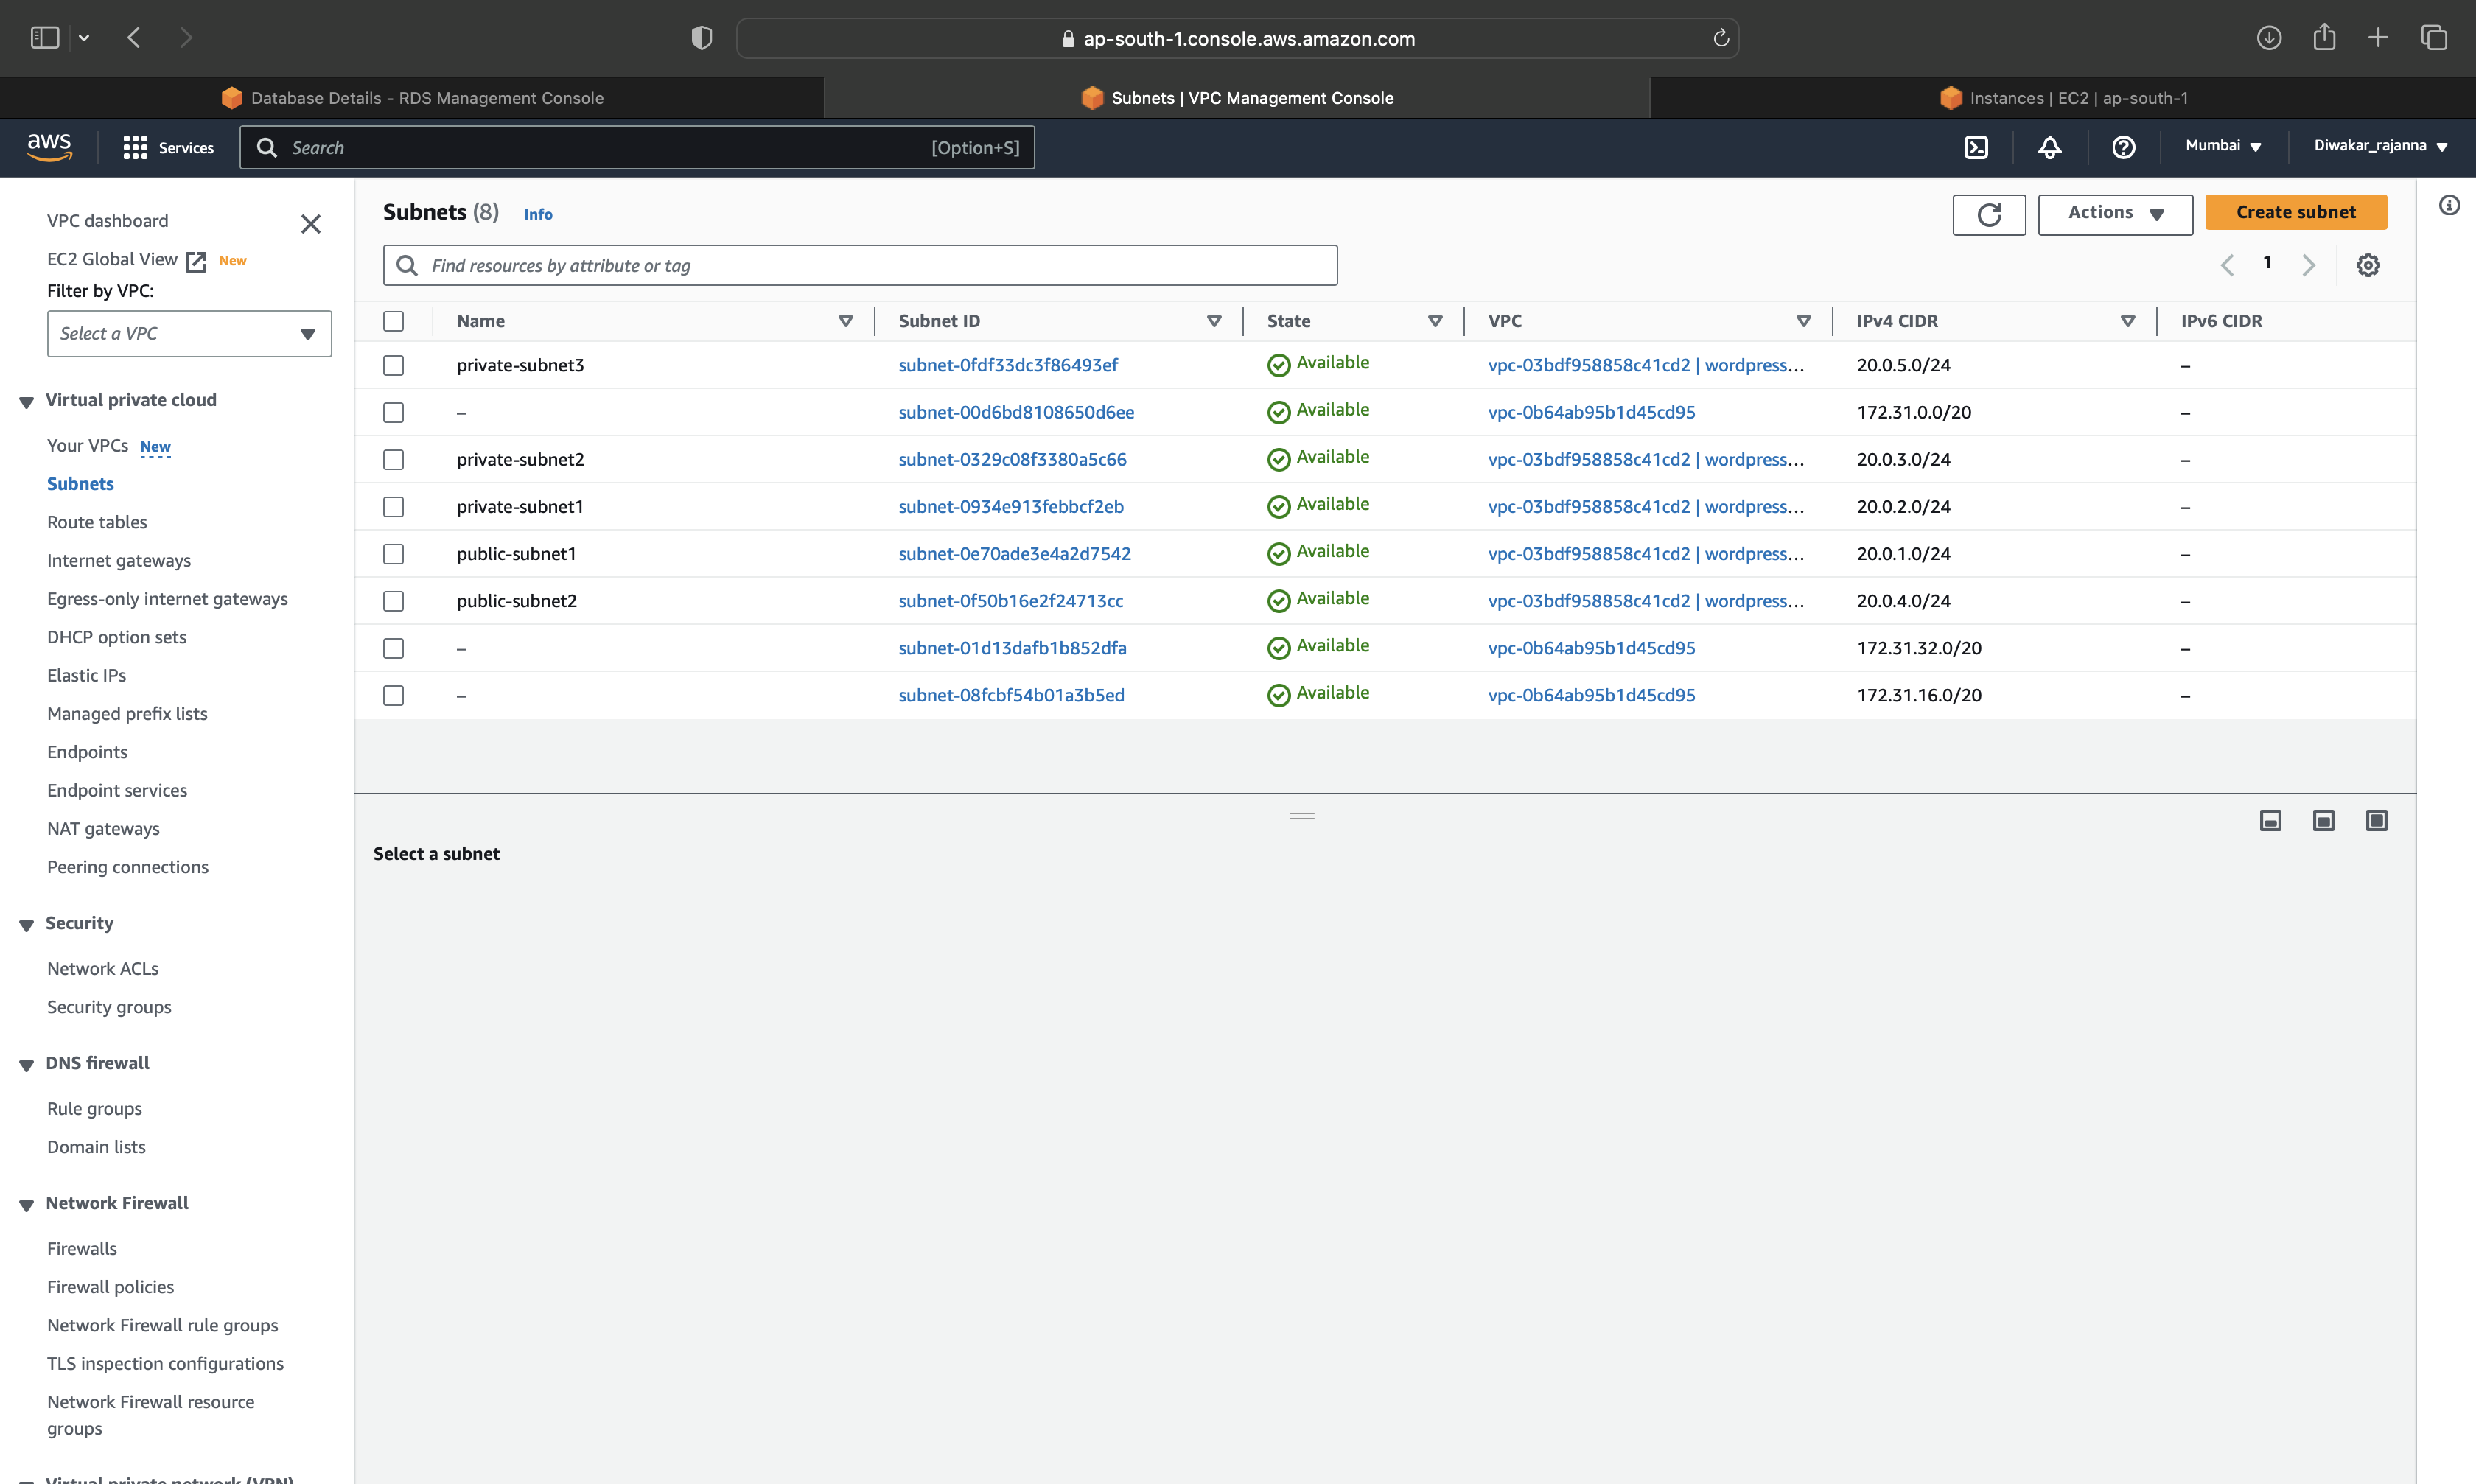 ap-south-1.console.aws.amazon.com
Database Details - RDS Management Console
Subnets | VPC Management Console
Instances | EC2 | ap-south-1
aws
Services
Search
[Option+S]
Mumbai
Diwakar_rajanna
VPC dashboard
EC2 Global View New
Filter by VPC:
Select a VPC
Virtual private cloud
Your VPCs New
Subnets
Route tables
Internet gateways
Egress-only internet gateways
DHCP option sets
Elastic IPs
Managed prefix lists
Endpoints
Endpoint services
NAT gateways
Peering connections
Security
Network ACLs
Security groups
DNS firewall
Rule groups
Domain lists
Network Firewall
Firewalls
Firewall policies
Network Firewall rule groups
TLS inspection configurations
Network Firewall resource
groups
Virtual private network (VPN)
Subnets (8) Info
Actions
Create subnet
Find resources by attribute or tag
1
Name Subnet ID State VPC IPv4 CIDR IPv6 CIDR
private-subnet3 subnet-0fdf33dc3f86493ef Available vpc-03bdf958858c41cd2 | wordpress... 20.0.5.0/24 –
– subnet-00d6bd8108650d6ee Available vpc-0b64ab95b1d45cd95 172.31.0.0/20 –
private-subnet2 subnet-0329c08f3380a5c66 Available vpc-03bdf958858c41cd2 | wordpress... 20.0.3.0/24 –
private-subnet1 subnet-0934e913febbcf2eb Available vpc-03bdf958858c41cd2 | wordpress... 20.0.2.0/24 –
public-subnet1 subnet-0e70ade3e4a2d7542 Available vpc-03bdf958858c41cd2 | wordpress... 20.0.1.0/24 –
public-subnet2 subnet-0f50b16e2f24713cc Available vpc-03bdf958858c41cd2 | wordpress... 20.0.4.0/24 –
– subnet-01d13dafb1b852dfa Available vpc-0b64ab95b1d45cd95 172.31.32.0/20 –
– subnet-08fcbf54b01a3b5ed Available vpc-0b64ab95b1d45cd95 172.31.16.0/20 –
Select a subnet